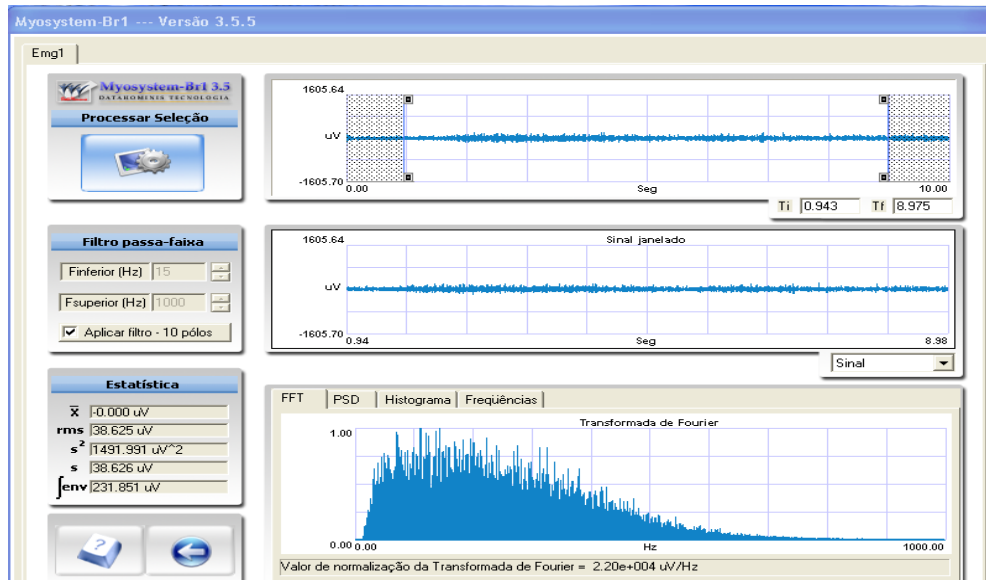 Myosystem-Br1 --- Versão 3.5.5
Emg1
Myosystem-Br1 3.5
DATAHOMINIS TECNOLOGIA
Processar Seleção
1605.64
uV
-1605.70
0.00
Seg
10.00
Ti 0.943 Tf 8.975
Filtro passa-faixa
Finferior (Hz) 15
Fsuperior (Hz) 1000
Aplicar filtro - 10 pólos
1605.64
Sinal janelado
uV
-1605.70
0.94
Seg
8.98
Sinal
Estatística
x -0.000 uV
rms 38.625 uV
s² 1491.991 uV^2
s 38.626 uV
∫env 231.851 uV
FFT PSD Histograma Freqüências
Transformada de Fourier
1.00
0.00 0.00
Hz
1000.00
Valor de normalização da Transformada de Fourier = 2.20e+004 uV/Hz